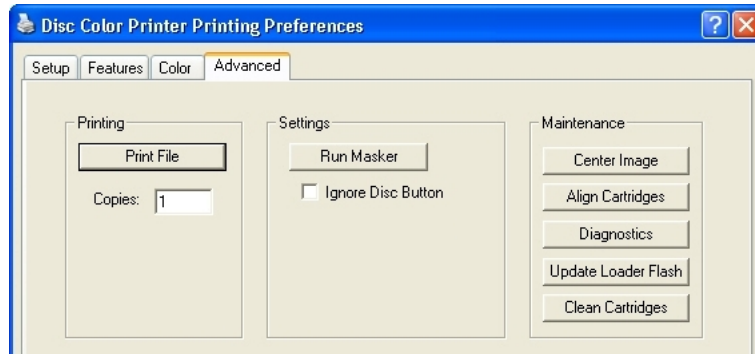 Disc Color Printer Printing Preferences
Setup Features Color Advanced
Printing
Print File
Copies: 1
Settings
Run Masker
Ignore Disc Button
Maintenance
Center Image
Align Cartridges
Diagnostics
Update Loader Flash
Clean Cartridges